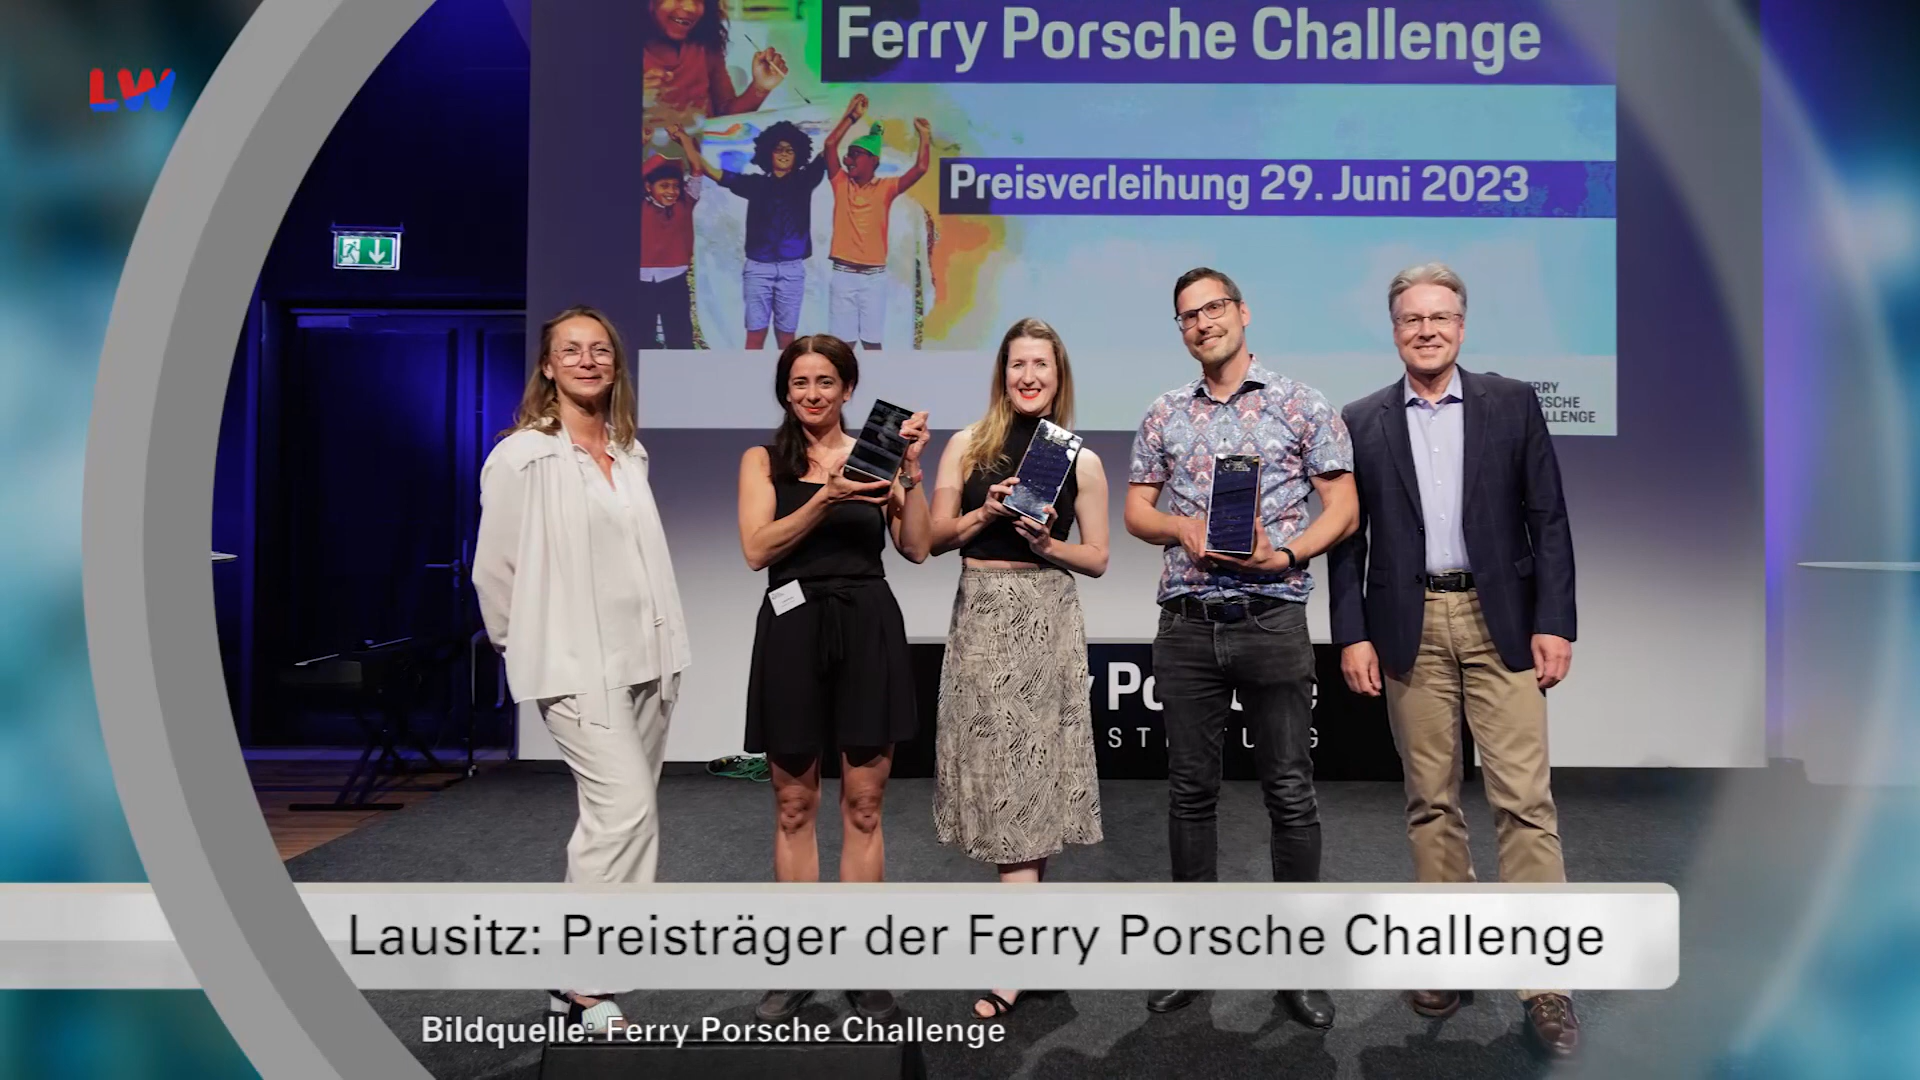 LW
Ferry Porsche Challenge
Preisverleihung 29. Juni 2023
Lausitz: Preisträger der Ferry Porsche Challenge
Bildquelle: Ferry Porsche Challenge